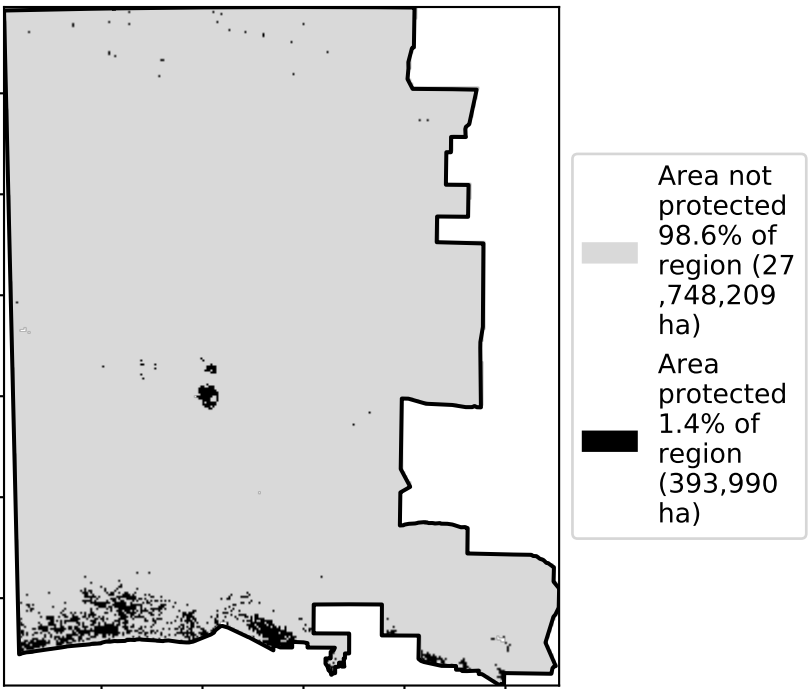 Area not
protected
98.6% of
region (27
,748,209
ha)
Area
protected
1.4% of
region
(393,990
ha)